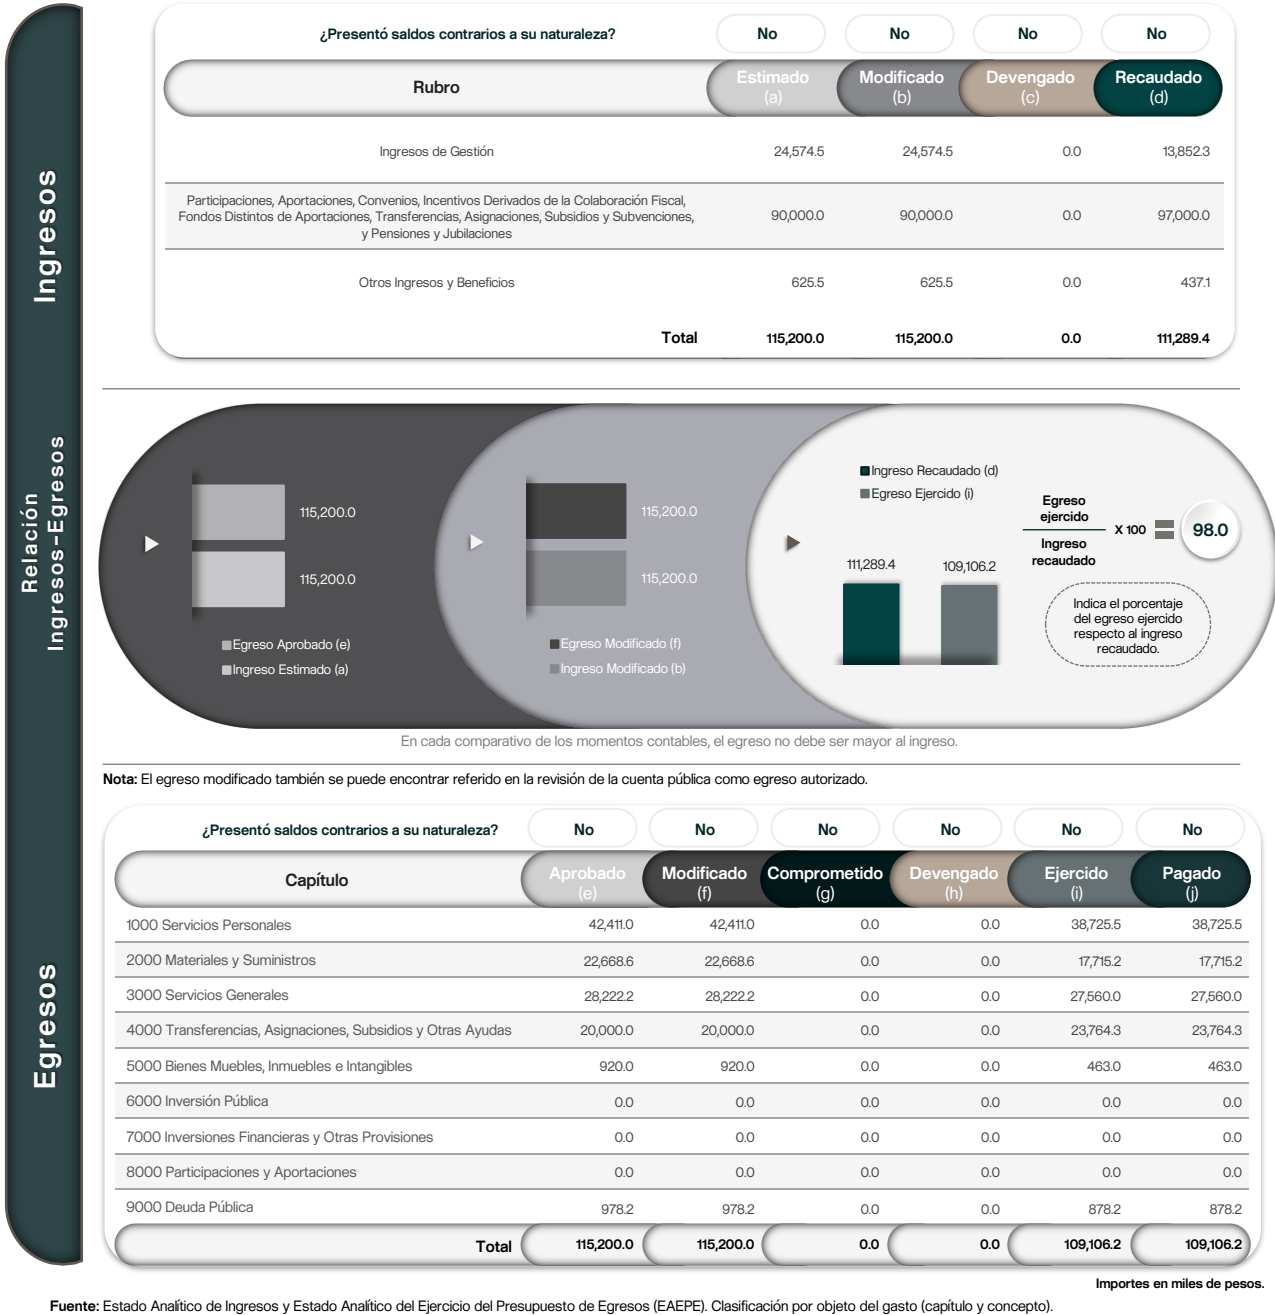 Ingresos
¿Presentó saldos contrarios a su naturaleza? No No No No
Rubro Estimado (a) Modificado (b) Devengado (c) Recaudado (d)
Ingresos de Gestión 24,574.5 24,574.5 0.0 13,852.3
Participaciones, Aportaciones, Convenios, Incentivos Derivados de la Colaboración Fiscal,
Fondos Distintos de Aportaciones, Transferencias, Asignaciones, Subsidios y Subvenciones, 90,000.0 90,000.0 0.0 97,000.0
y Pensiones y Jubilaciones
Otros Ingresos y Beneficios 625.5 625.5 0.0 437.1
Total 115,200.0 115,200.0 0.0 111,289.4
Relación
Ingresos-Egresos
115,200.0
115,200.0
Egreso Aprobado (e)
Ingreso Estimado (a)
115,200.0
115,200.0
Egreso Modificado (f)
Ingreso Modificado (b)
Ingreso Recaudado (d)
Egreso Ejercido (i)
111,289.4 109,106.2
Egreso
ejercido
Ingreso
recaudado
X 100 = 98.0
Indica el porcentaje
del egreso ejercido
respecto al ingreso
recaudado.
En cada comparativo de los momentos contables, el egreso no debe ser mayor al ingreso.
Nota: El egreso modificado también se puede encontrar referido en la revisión de la cuenta pública como egreso autorizado.
Egresos
¿Presentó saldos contrarios a su naturaleza? No No No No No No
Capítulo Aprobado (e) Modificado (f) Comprometido (g) Devengado (h) Ejercido (i) Pagado (j)
1000 Servicios Personales 42,411.0 42,411.0 0.0 0.0 38,725.5 38,725.5
2000 Materiales y Suministros 22,668.6 22,668.6 0.0 0.0 17,715.2 17,715.2
3000 Servicios Generales 28,222.2 28,222.2 0.0 0.0 27,560.0 27,560.0
4000 Transferencias, Asignaciones, Subsidios y Otras Ayudas 20,000.0 20,000.0 0.0 0.0 23,764.3 23,764.3
5000 Bienes Muebles, Inmuebles e Intangibles 920.0 920.0 0.0 0.0 463.0 463.0
6000 Inversión Pública 0.0 0.0 0.0 0.0 0.0 0.0
7000 Inversiones Financieras y Otras Provisiones 0.0 0.0 0.0 0.0 0.0 0.0
8000 Participaciones y Aportaciones 0.0 0.0 0.0 0.0 0.0 0.0
9000 Deuda Pública 978.2 978.2 0.0 0.0 878.2 878.2
Total 115,200.0 115,200.0 0.0 0.0 109,106.2 109,106.2
Importes en miles de pesos.
Fuente: Estado Analítico de Ingresos y Estado Analítico del Ejercicio del Presupuesto de Egresos (EAEPE). Clasificación por objeto del gasto (capítulo y concepto).